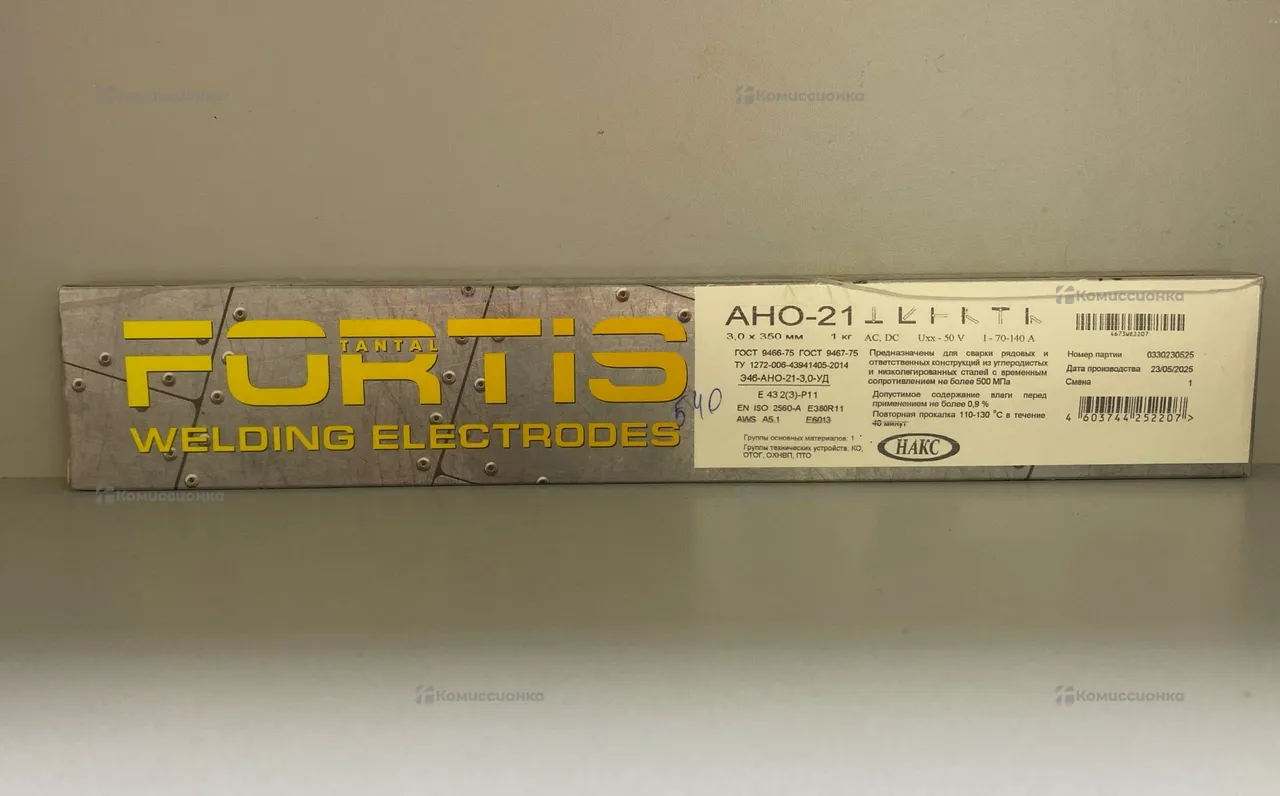 Комиссионка
Комиссионка
FORTIS
TANTAL
WELDING ELECTRODES
540
АНО-21
3,0 х 350 мм 1 кг AC, DC Uxx - 50 V I - 70-140 А
ГОСТ 9466-75 ГОСТ 9467-75
ТУ 1272-006-43941405-2014
Э46-АНО-21-3,0-УД
Е 43 2(3)-Р11
EN ISO 2560-A E380R11
AWS A5.1 E6013
Группы основных материалов: 1
Группы технических устройств: КО,
ОТОГ, ОХНВП, ПТО
Предназначены для сварки рядовых и
ответственных конструкций из углеродистых
и низколегированных сталей с временным
сопротивлением не более 500 МПа
Допустимое содержание влаги перед
применением не более 0,9 %
Повторная прокалка 110-130 °С в течение
40 минут
НАКС
Комиссионка
4673WE2207
Номер партии 0330230525
Дата производства 23/05/2025
Смена 1
4 603744 252207 >
Комиссионка
Комиссионка
Комиссионка